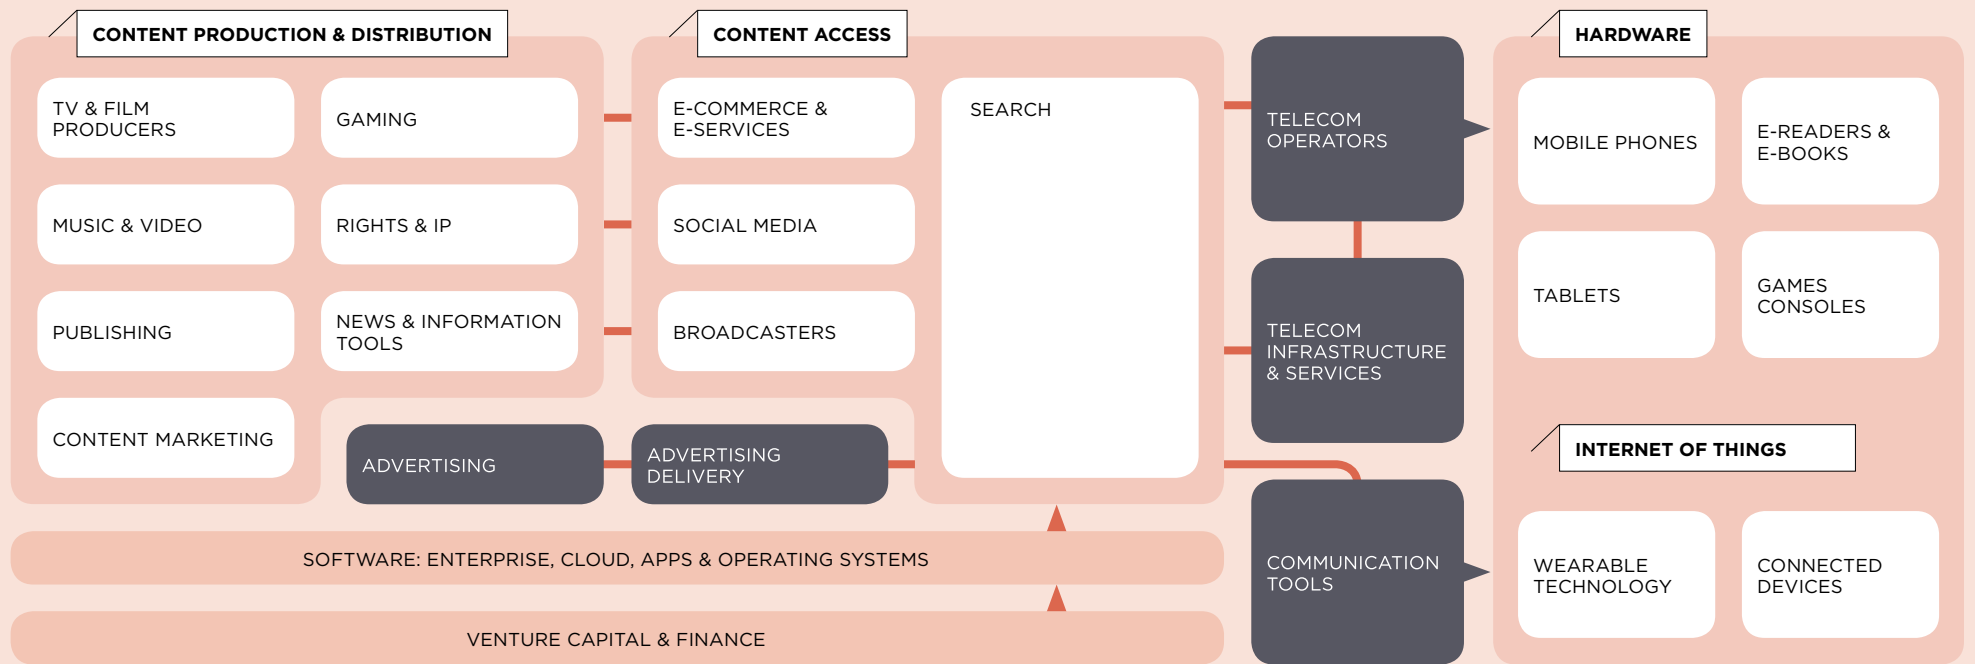 CONTENT PRODUCTION & DISTRIBUTION
TV & FILM
PRODUCERS
GAMING
MUSIC & VIDEO
RIGHTS & IP
PUBLISHING
NEWS & INFORMATION
TOOLS
CONTENT MARKETING
CONTENT ACCESS
E-COMMERCE &
E-SERVICES
SEARCH
SOCIAL MEDIA
BROADCASTERS
ADVERTISING
ADVERTISING
DELIVERY
SOFTWARE: ENTERPRISE, CLOUD, APPS & OPERATING SYSTEMS
VENTURE CAPITAL & FINANCE
TELECOM
OPERATORS
TELECOM
INFRASTRUCTURE
& SERVICES
COMMUNICATION
TOOLS
HARDWARE
MOBILE PHONES
E-READERS &
E-BOOKS
TABLETS
GAMES
CONSOLES
INTERNET OF THINGS
WEARABLE
TECHNOLOGY
CONNECTED
DEVICES